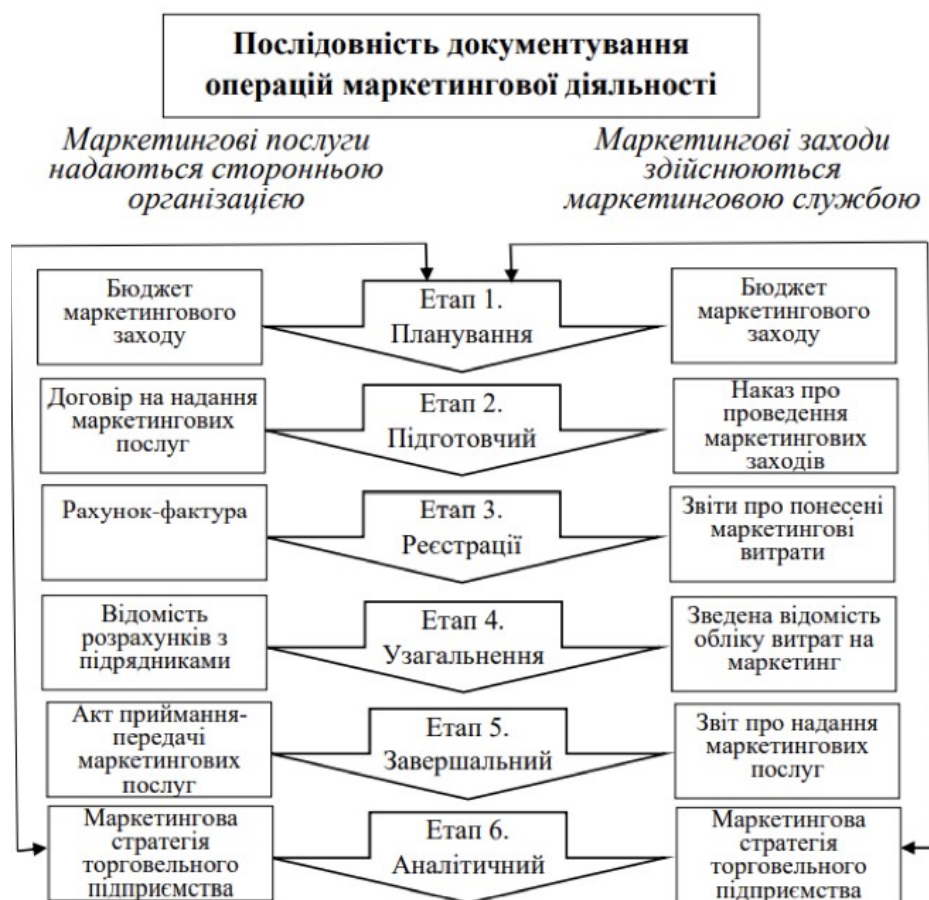 Послідовність документування
операцій маркетингової діяльності
Маркетингові послуги
надаються сторонньою
організацією
Маркетингові заходи
здійснюються
маркетинговою службою
Бюджет
маркетингового
заходу
Етап 1.
Планування
Бюджет
маркетингового
заходу
Договір на надання
маркетингових
послуг
Етап 2.
Підготовчий
Наказ про
проведення
маркетингових
заходів
Рахунок-фактура
Етап 3.
Реєстрації
Звіти про понесені
маркетингові
витрати
Відомість
розрахунків з
підрядниками
Етап 4.
Узагальнення
Зведена відомість
обліку витрат на
маркетинг
Акт приймання-
передачі
маркетингових
послуг
Етап 5.
Завершальний
Звіт про надання
маркетингових
послуг
Маркетингова
стратегія
торговельного
підприємства
Етап 6.
Аналітичний
Маркетингова
стратегія
торговельного
підприємства